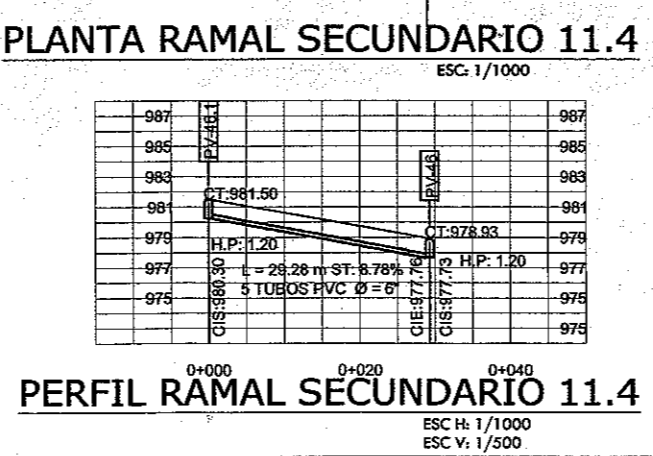 PLANTA RAMAL SECUNDARIO 11.4
ESC: 1/1000
987 PV-46.1 987
985 985
983 PV-46 983
CT:981.50
981 981
CT:978.93
979 H.P: 1.20 979
H.P: 1.20
977 L = 29.28 m ST: 8.78% 977
975 5 TUBOS PVC Ø = 6" 975
CIS:980.30 CIE:977.76 CIS:977.73
975
0+000 0+020 0+040
PERFIL RAMAL SECUNDARIO 11.4
ESC H: 1/1000
ESC V: 1/500